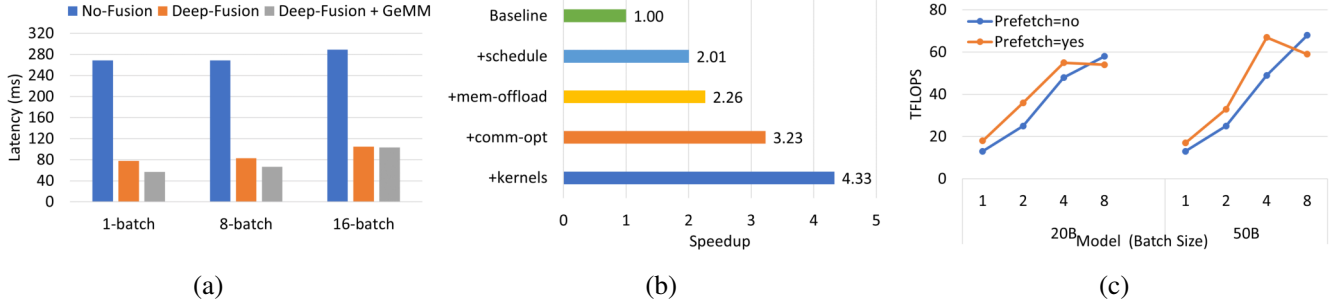 No-Fusion Deep-Fusion Deep-Fusion + GeMM
Latency (ms)
320
280
240
200
160
120
80
40
0
1-batch 8-batch 16-batch
(a)
Baseline 1.00
+schedule 2.01
+mem-offload 2.26
+comm-opt 3.23
+kernels 4.33
0 1 2 3 4 5
Speedup
(b)
TFLOPS
80
60
40
20
0
Prefetch=no
Prefetch=yes
1 2 4 8 1 2 4 8
20B 50B
Model (Batch Size)
(c)